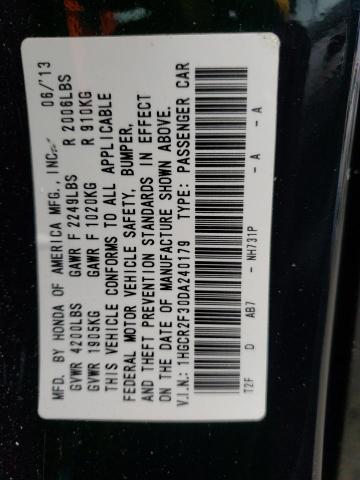 MFD. BY HONDA OF AMERICA MFG., INC. 06/'13
GVWR 4200LBS GAWR F 2249LBS R 2006LBS
GVWR 1905KG GAWR F 1020KG R 910KG
THIS VEHICLE CONFORMS TO ALL APPLICABLE
FEDERAL MOTOR VEHICLE SAFETY, BUMPER,
AND THEFT PREVENTION STANDARDS IN EFFECT
ON THE DATE OF MANUFACTURE SHOWN ABOVE.
V.I.N.: 1HGCR2F30DA240179 TYPE: PASSENGER CAR
T2F D AB7 - NH731P - A - A